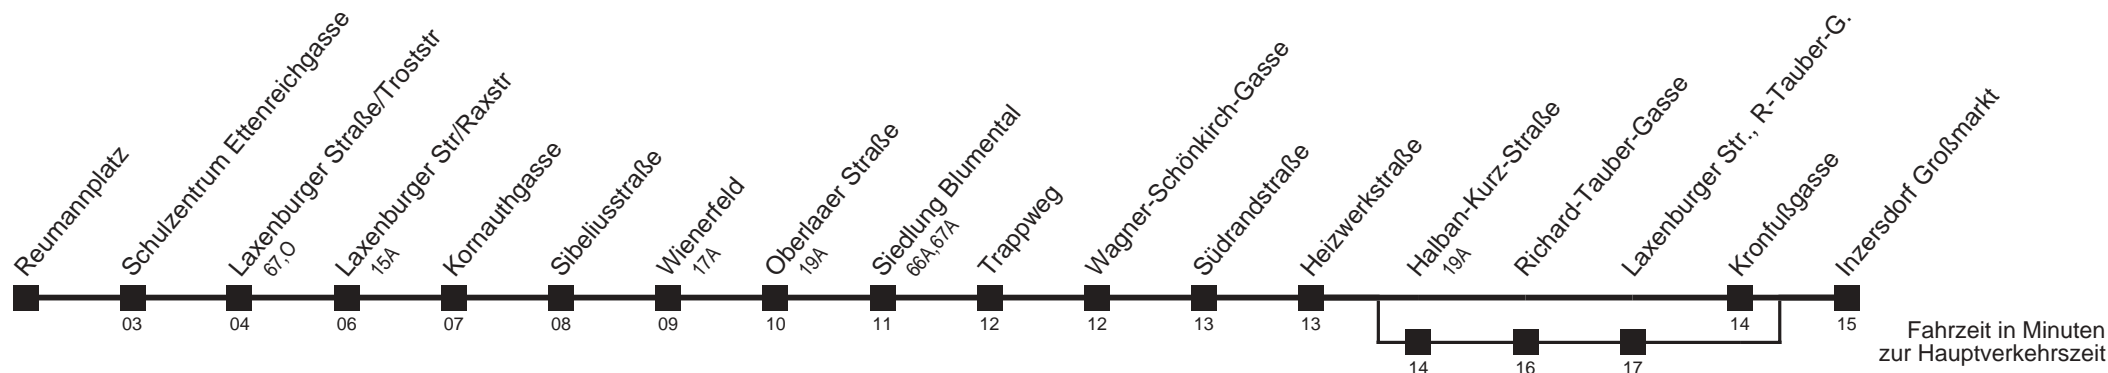 Reumannplatz
Schulzentrum Ettenreichgasse
03
Laxenburger Straße/Troststr
67,O
04
Laxenburger Str/Raxstr
15A
06
Kornauthgasse
07
Sibeliusstraße
08
Wienerfeld
17A
09
Oberlaaer Straße
19A
10
Siedlung Blumental
66A,67A
11
Trappweg
12
Wagner-Schönkirch-Gasse
12
Südrandstraße
13
Heizwerkstraße
13
Halban-Kurz-Straße
19A
14
Richard-Tauber-Gasse
16
Laxenburger Str., R-Tauber-G.
17
Kronfußgasse
14
Inzersdorf Großmarkt
15
Fahrzeit in Minuten
zur Hauptverkehrszeit